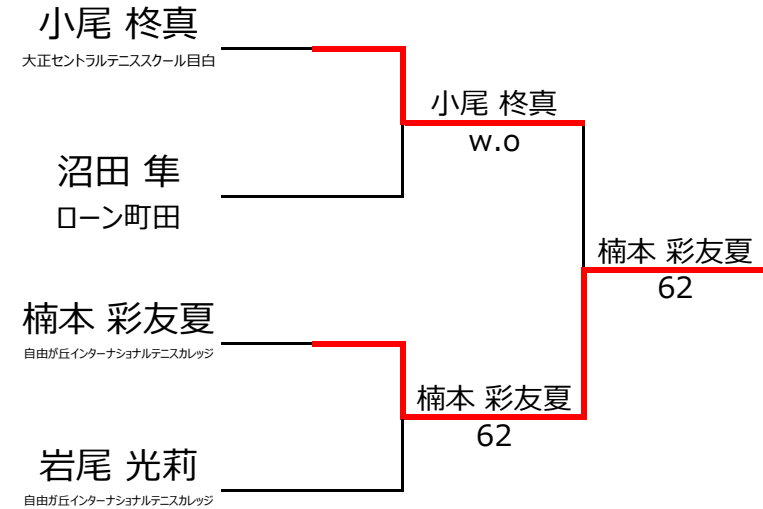 小尾 柊真
大正セントラルテニススクール目白
小尾 柊真
w.o
沼田 隼
ローン町田
楠本 彩友夏
62
楠本 彩友夏
自由が丘インターナショナルテニスカレッジ
楠本 彩友夏
62
岩尾 光莉
自由ガ丘インターナショナルテニスカレッジ